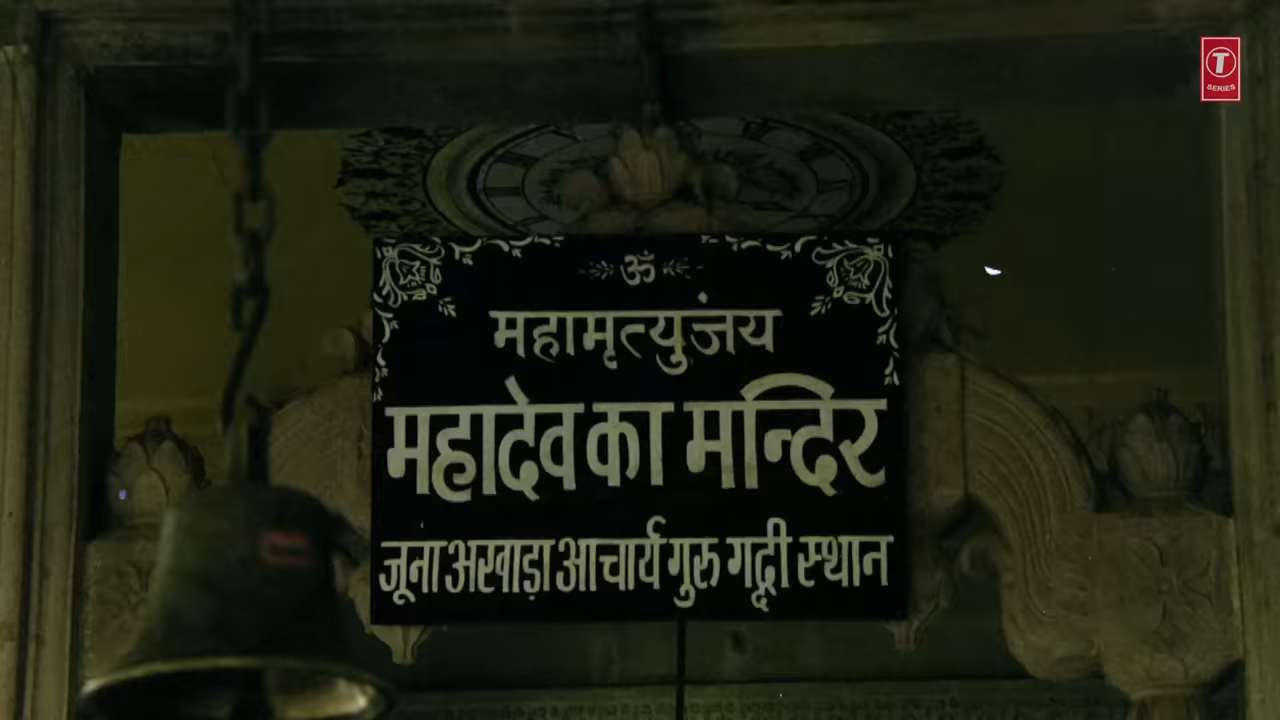 T
SERIES
ॐ
महामृत्युंजय
महादेव का मन्दिर
जूना अखाड़ा आचार्य गुरु गद्दी स्थान